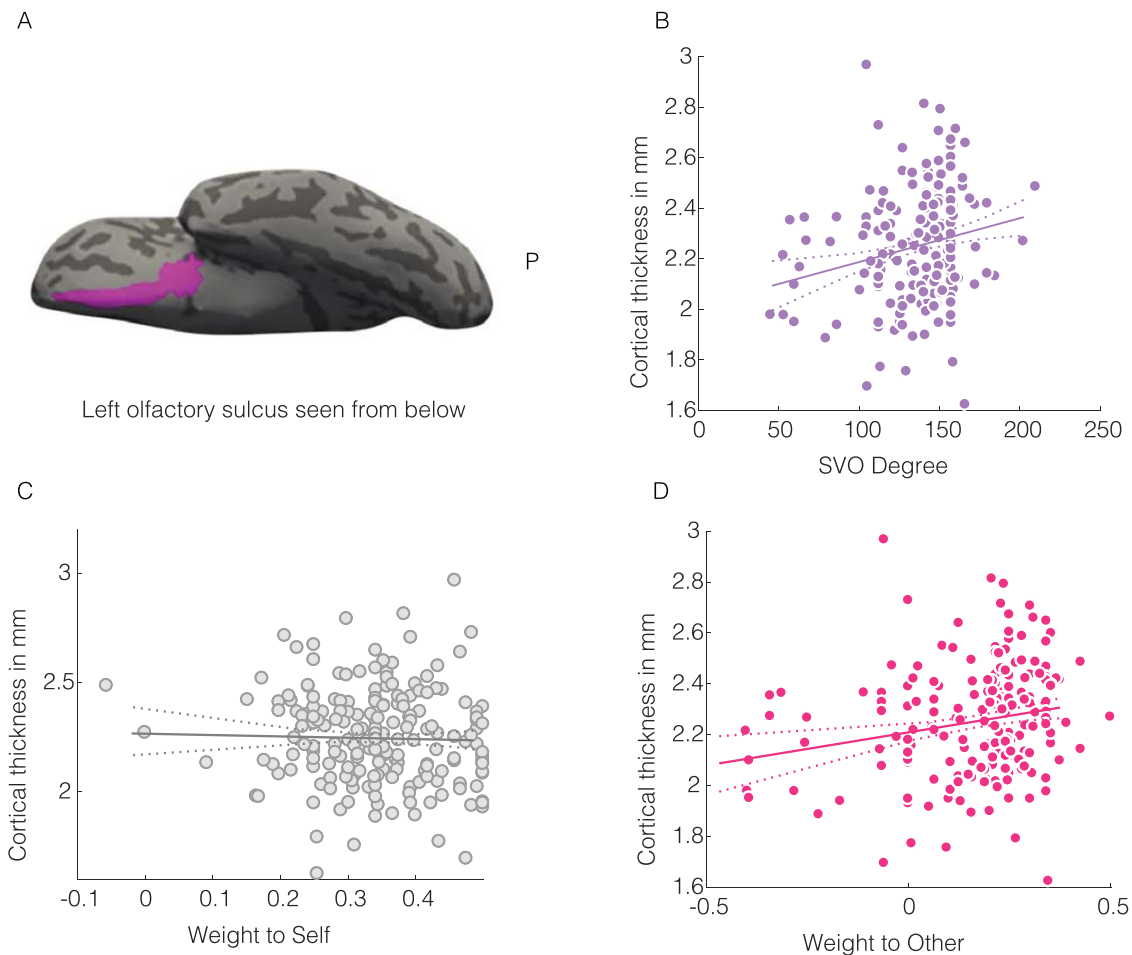 A
P
Left olfactory sulcus seen from below
B
Cortical thickness in mm
3
2.8
2.6
2.4
2.2
2
1.8
1.6
0
50
100
150
200
250
SVO Degree
C
Cortical thickness in mm
3
2.5
2
-0.1
0
0.1
0.2
0.3
0.4
Weight to Self
D
Cortical thickness in mm
3
2.8
2.6
2.4
2.2
2
1.8
1.6
-0.5
0
0.5
Weight to Other